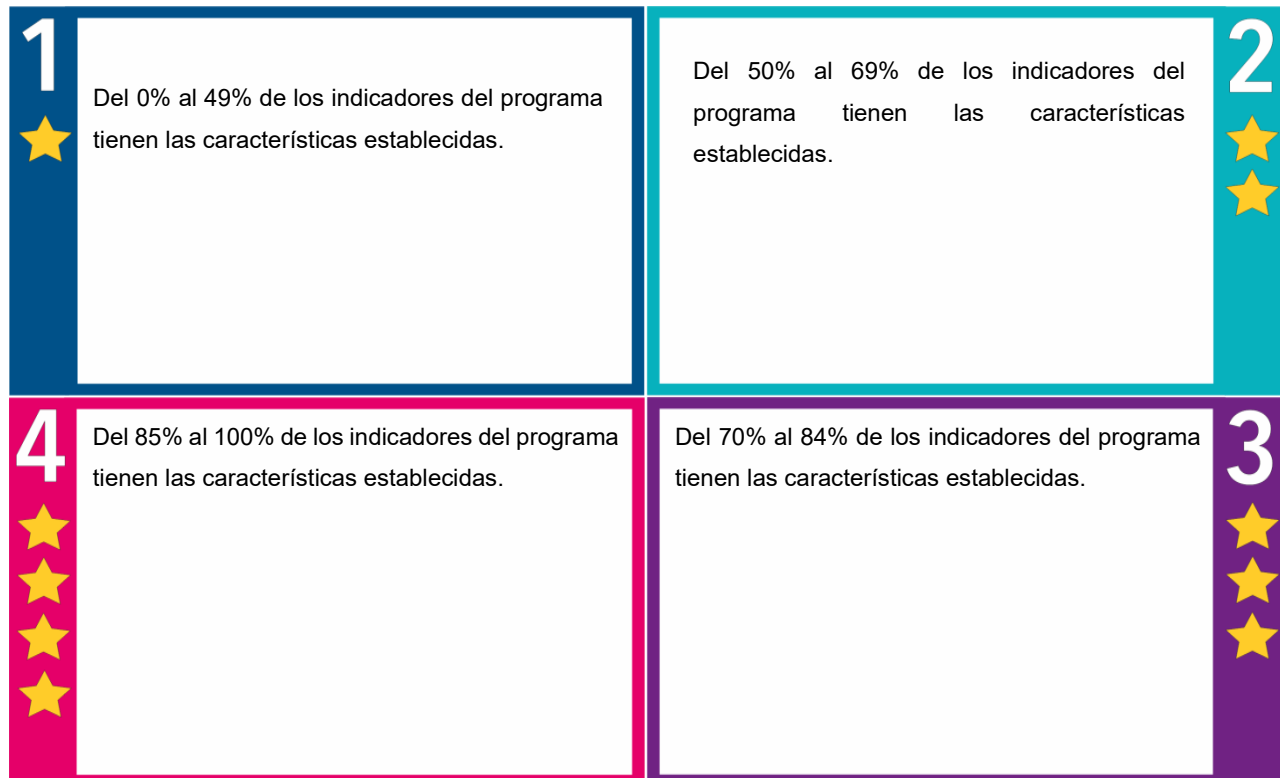 1
Del 0% al 49% de los indicadores del programa
tienen las características establecidas.
2
Del 50% al 69% de los indicadores del
programa tienen las características
establecidas.
4
Del 85% al 100% de los indicadores del programa
tienen las características establecidas.
3
Del 70% al 84% de los indicadores del programa
tienen las características establecidas.